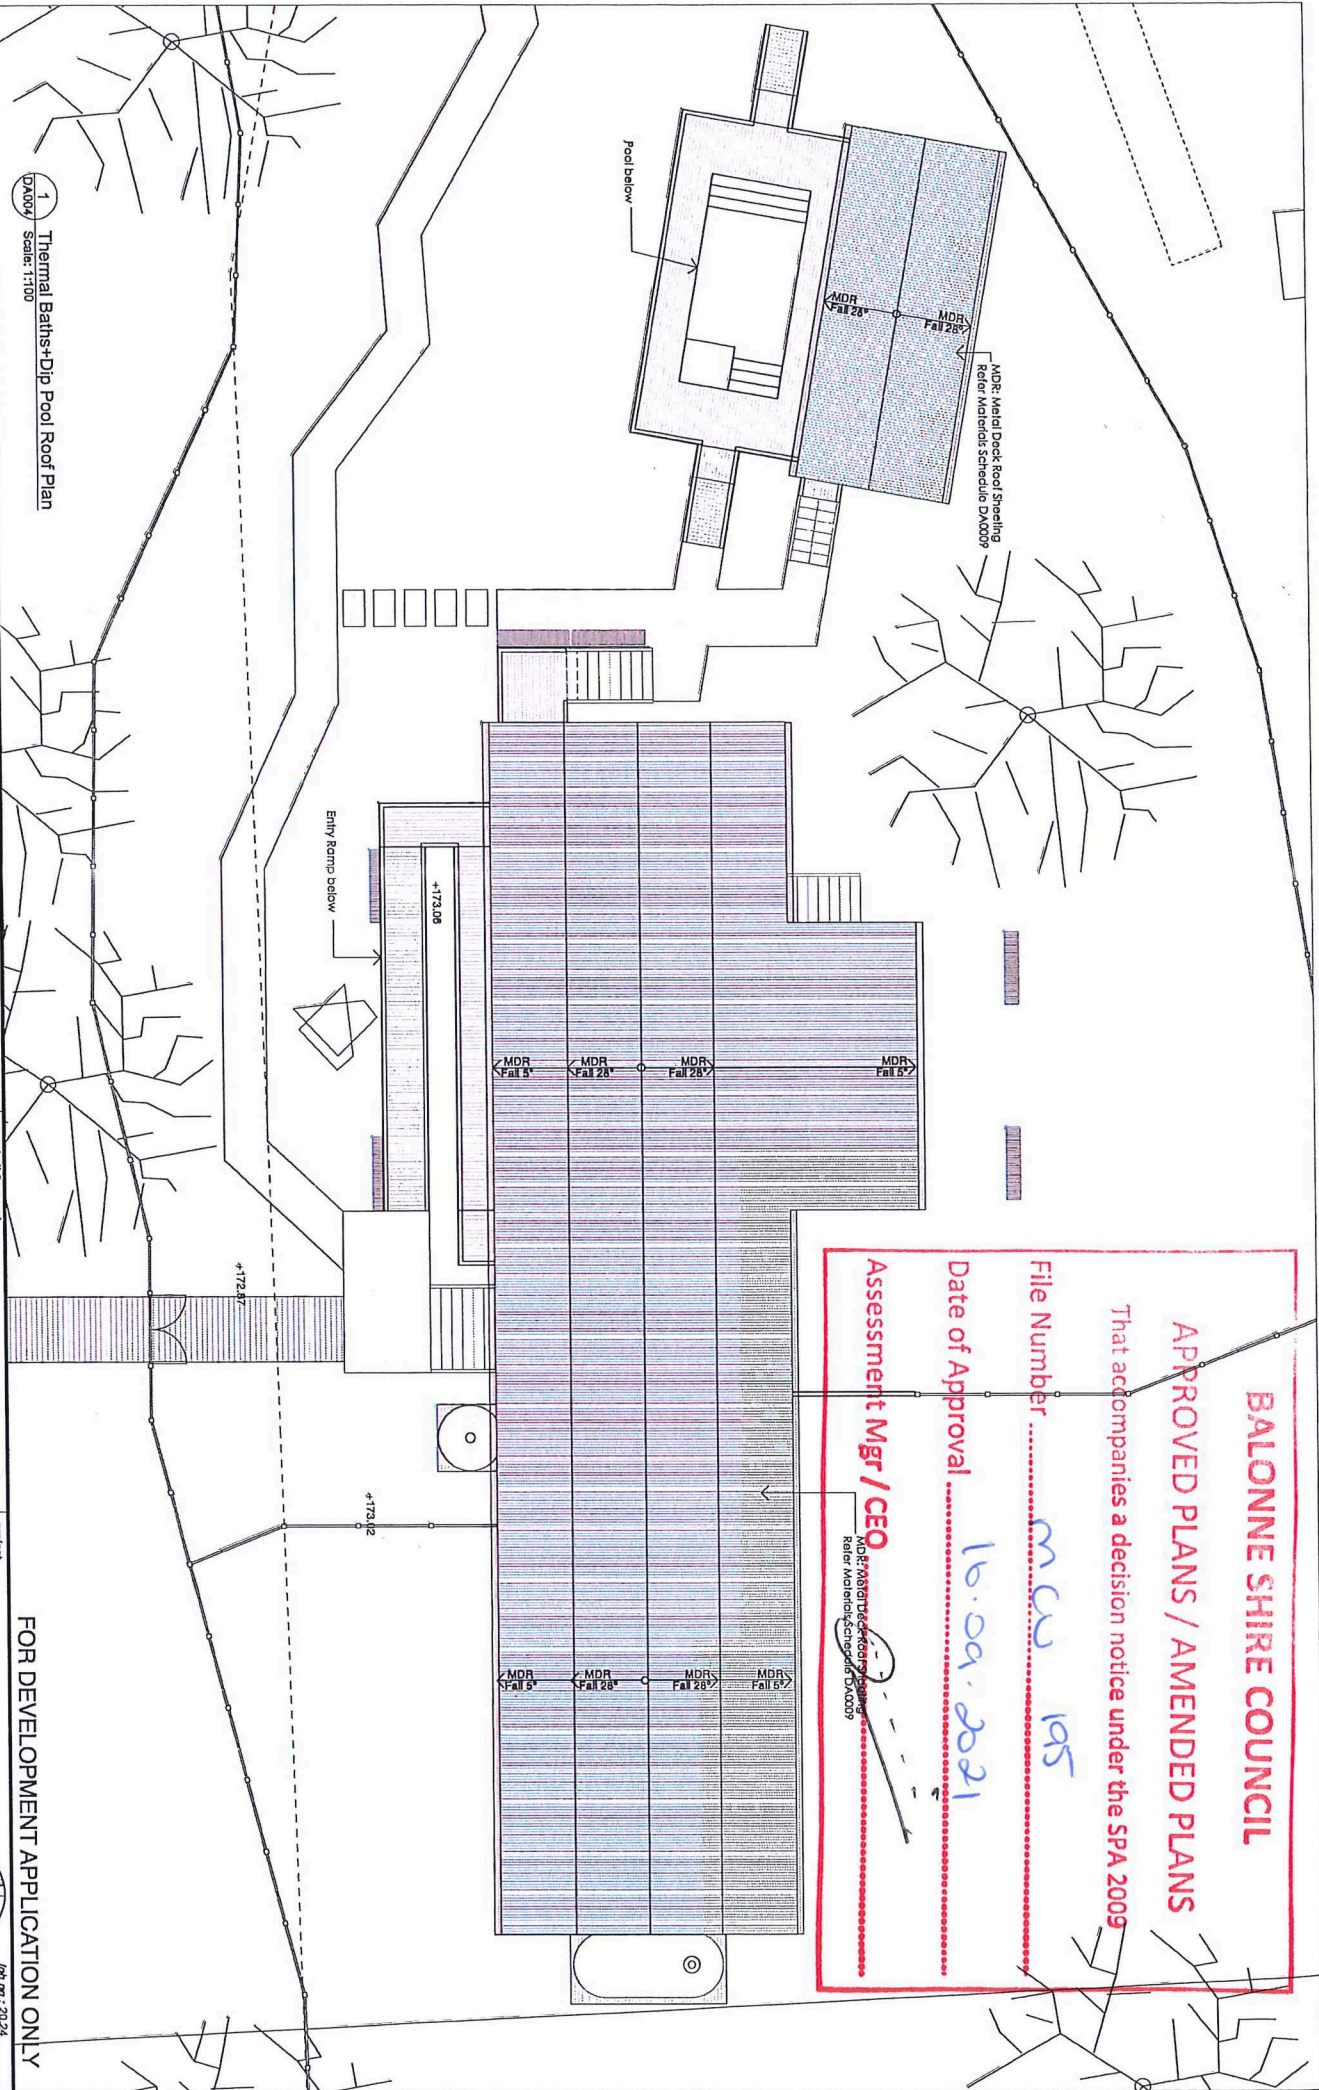 BALONNE SHIRE COUNCIL
APPROVED PLANS / AMENDED PLANS
That accompanies a decision notice under the SPA 2009
File Number MCU 195
Date of Approval 16.09.2021
Assessment Mgr / CEO
MDR: Metal Deck Roof Sheeting
Refer Materials Schedule DA0009
MDR
Fall 28°
MDR
Fall 28°
Pool below
MDR: Metal Deck Roof Sheeting
Refer Materials Schedule DA0009
MDR
Fall 5°
MDR
Fall 28°
MDR
Fall 28°
MDR
Fall 5°
MDR
Fall 5°
MDR
Fall 28°
MDR
Fall 28°
MDR
Fall 5°
+173.06
Entry Ramp below
+172.87
+173.02
1
DA004
Thermal Baths+Dip Pool Roof Plan
Scale: 1:100
FOR DEVELOPMENT APPLICATION ONLY